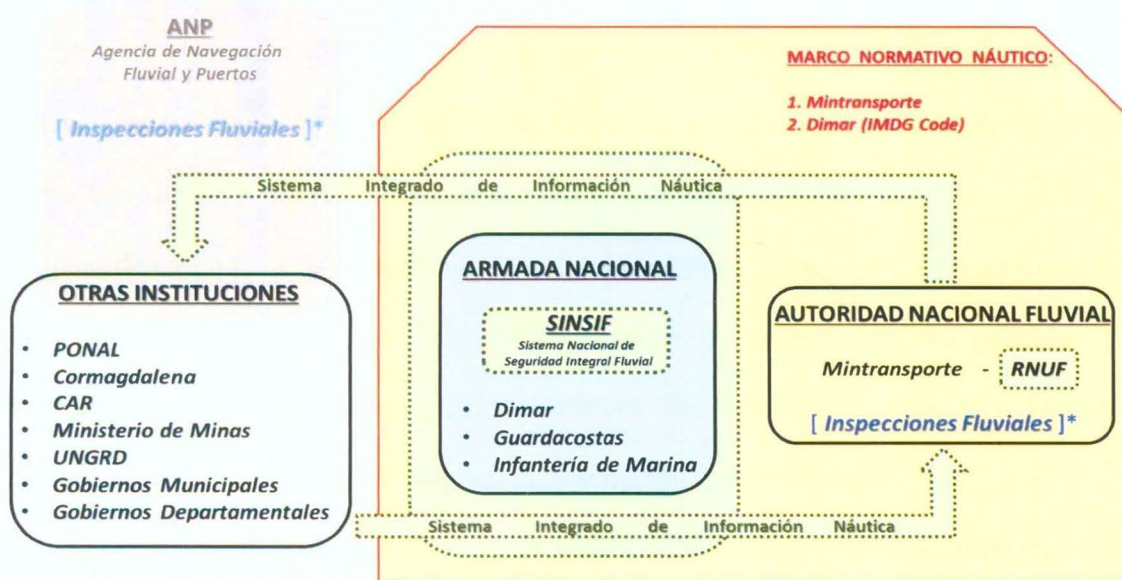 ANP
Agencia de Navegación
Fluvial y Puertos
[ Inspecciones Fluviales ]*
MARCO NORMATIVO NÁUTICO:
1. Mintransporte
2. Dimar (IMDG Code)
Sistema Integrado de Información Náutica
OTRAS INSTITUCIONES
• PONAL
• Cormagdalena
• CAR
• Ministerio de Minas
• UNGRD
• Gobiernos Municipales
• Gobiernos Departamentales
ARMADA NACIONAL
SINSIF
Sistema Nacional de
Seguridad Integral Fluvial
• Dimar
• Guardacostas
• Infantería de Marina
AUTORIDAD NACIONAL FLUVIAL
Mintransporte - RNUF
[ Inspecciones Fluviales ]*
Sistema Integrado de Información Náutica